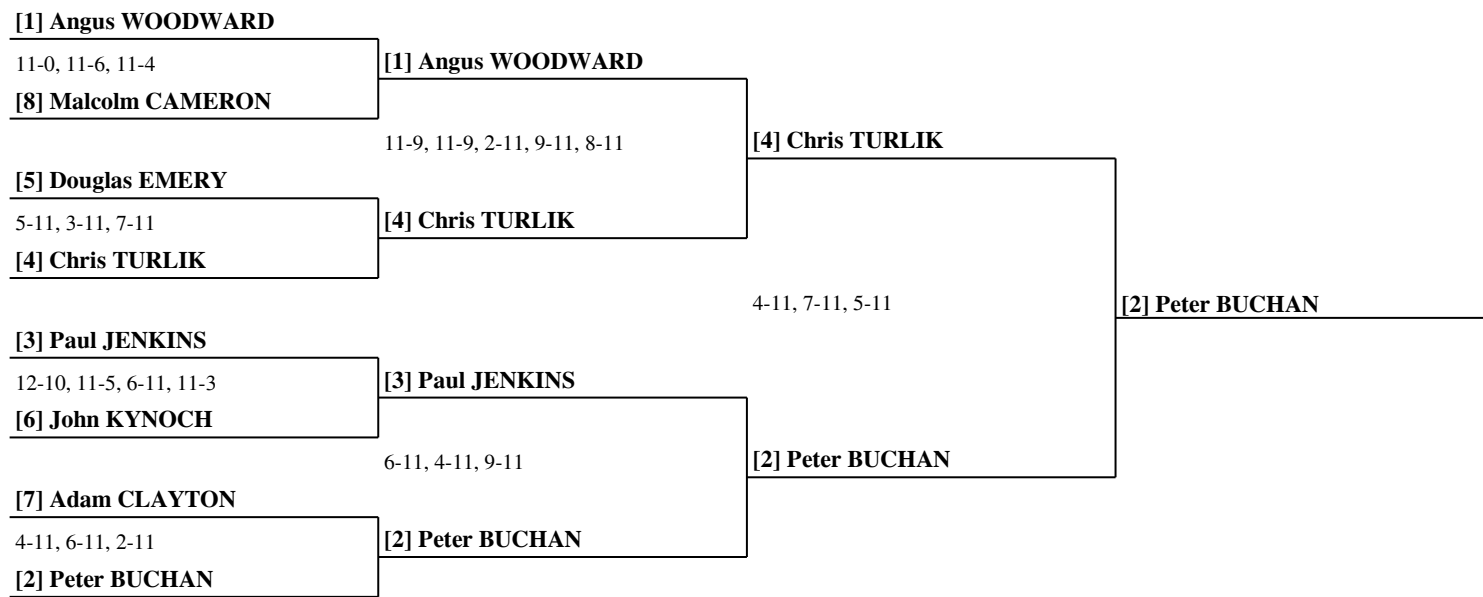 [1] Angus WOODWARD
11-0, 11-6, 11-4
[8] Malcolm CAMERON
[5] Douglas EMERY
5-11, 3-11, 7-11
[4] Chris TURLIK
[3] Paul JENKINS
12-10, 11-5, 6-11, 11-3
[6] John KYNOCH
[7] Adam CLAYTON
4-11, 6-11, 2-11
[2] Peter BUCHAN
[1] Angus WOODWARD
11-9, 11-9, 2-11, 9-11, 8-11
[4] Chris TURLIK
[3] Paul JENKINS
6-11, 4-11, 9-11
[2] Peter BUCHAN
[4] Chris TURLIK
4-11, 7-11, 5-11
[2] Peter BUCHAN
[2] Peter BUCHAN